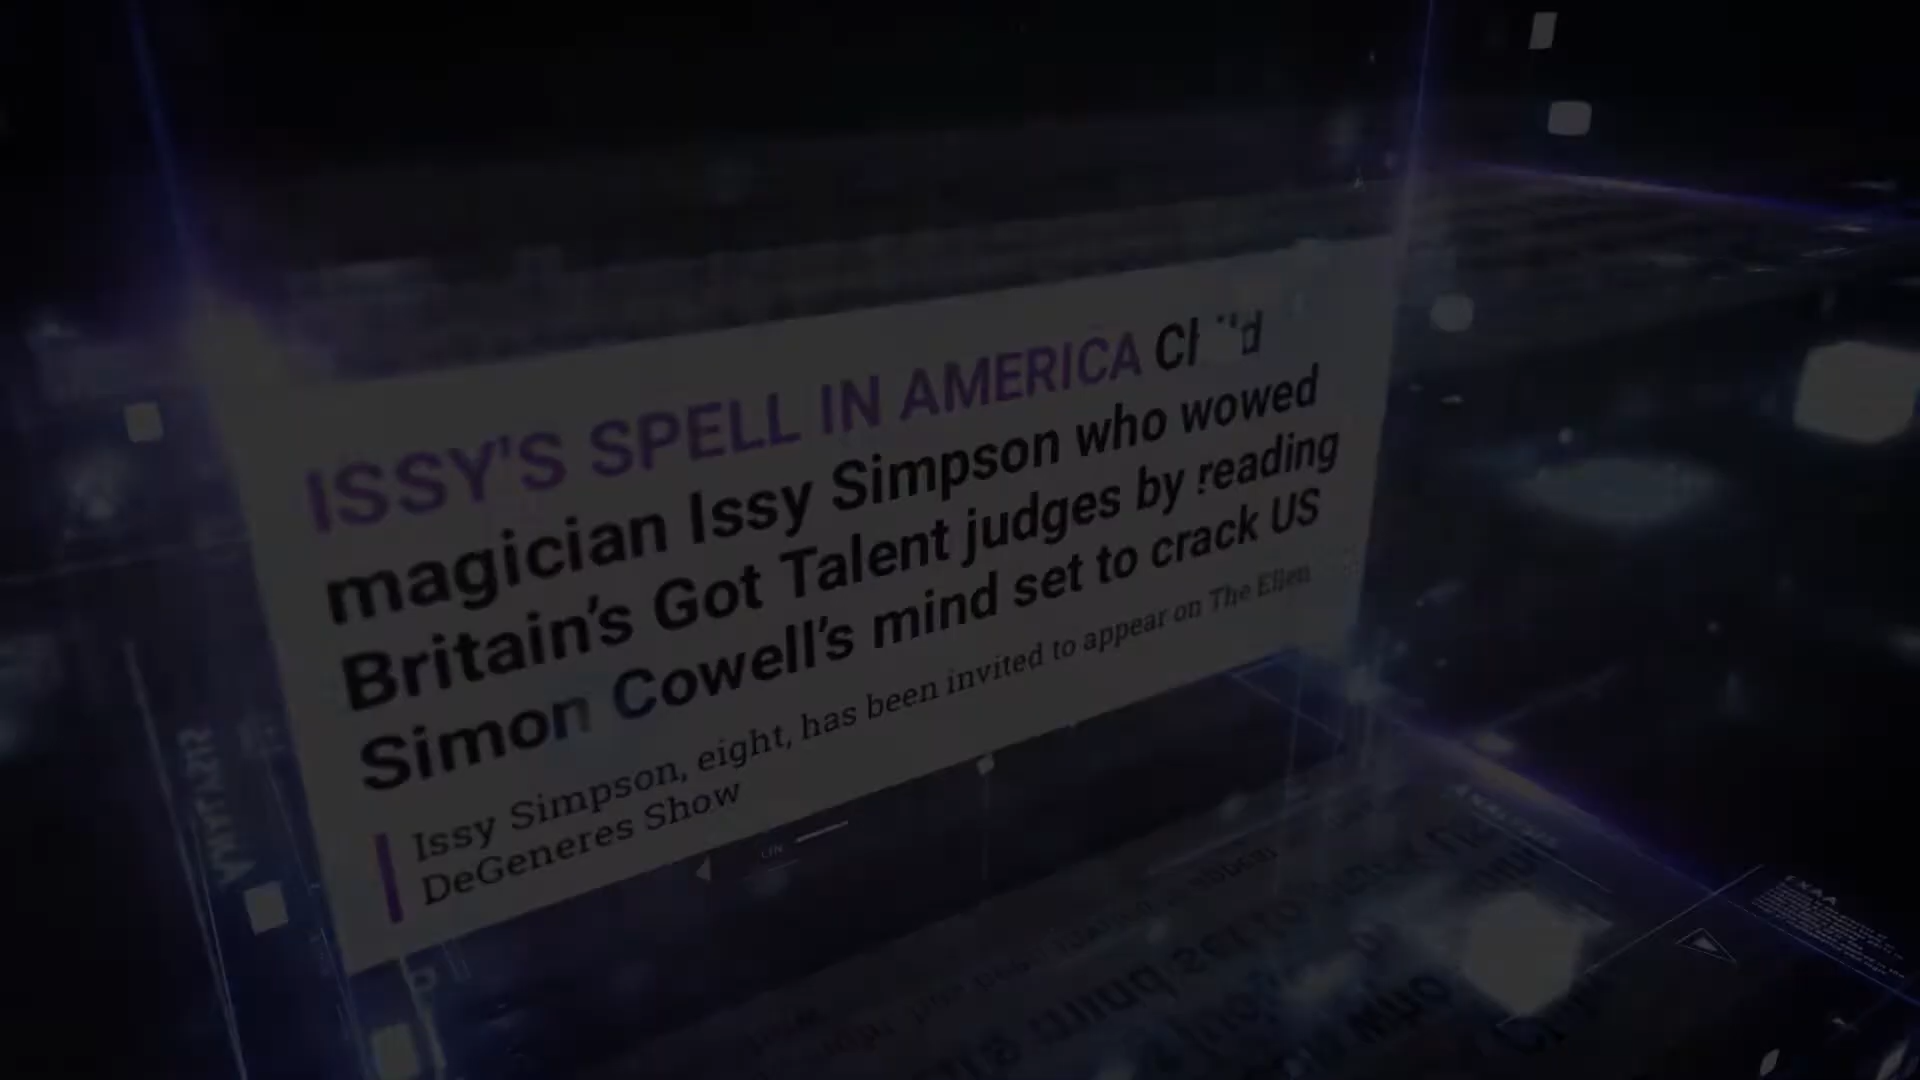 ISSY'S SPELL IN AMERICA
magician Issy Simpson who wowed
Britain's Got Talent judges by reading
Simon Cowell's mind set to crack US
Issy Simpson, eight, has been invited to appear on The Ellen
DeGeneres Show